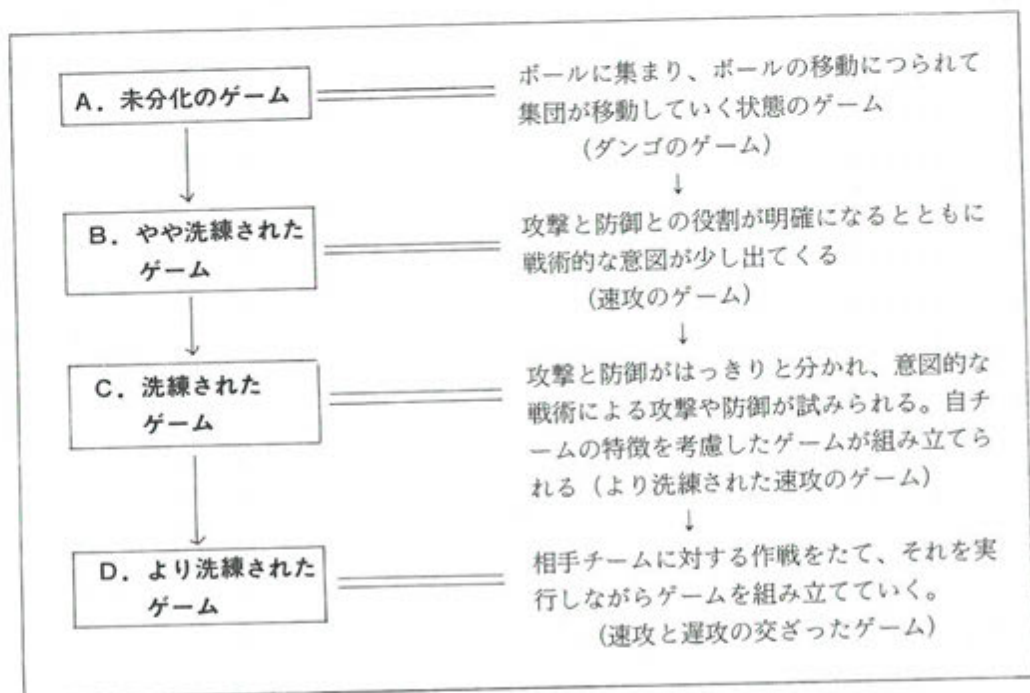 A. 未分化のゲーム
ボールに集まり、ボールの移動につられて
集団が移動していく状態のゲーム
(ダンゴのゲーム)
↓
B. やや洗練された
ゲーム
攻撃と防御との役割が明確になるとともに
戦術的な意図が少し出てくる
(速攻のゲーム)
↓
C. 洗練された
ゲーム
攻撃と防御がはっきりと分かれ、意図的な
戦術による攻撃や防御が試みられる。自チ
ームの特徴を考慮したゲームが組み立てら
れる(より洗練された速攻のゲーム)
↓
D. より洗練された
ゲーム
相手チームに対する作戦をたて、それを実
行しながらゲームを組み立てていく。
(速攻と遅攻の交ざったゲーム)